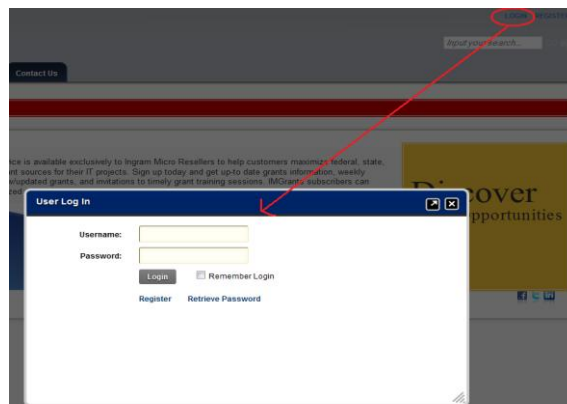 LOGIN REGISTER
Input your search...
Contact Us
nce is available exclusively to Ingram Micro Resellers to help customers maximize federal, state,
nt sources for their IT projects. Sign up today and get up-to date grants information, weekly
w/updated grants, and invitations to timely grant training sessions. IMGrants subscribers can
zed
Discover
pportunities
User Log In
Username:
Password:
Login
Remember Login
Register Retrieve Password